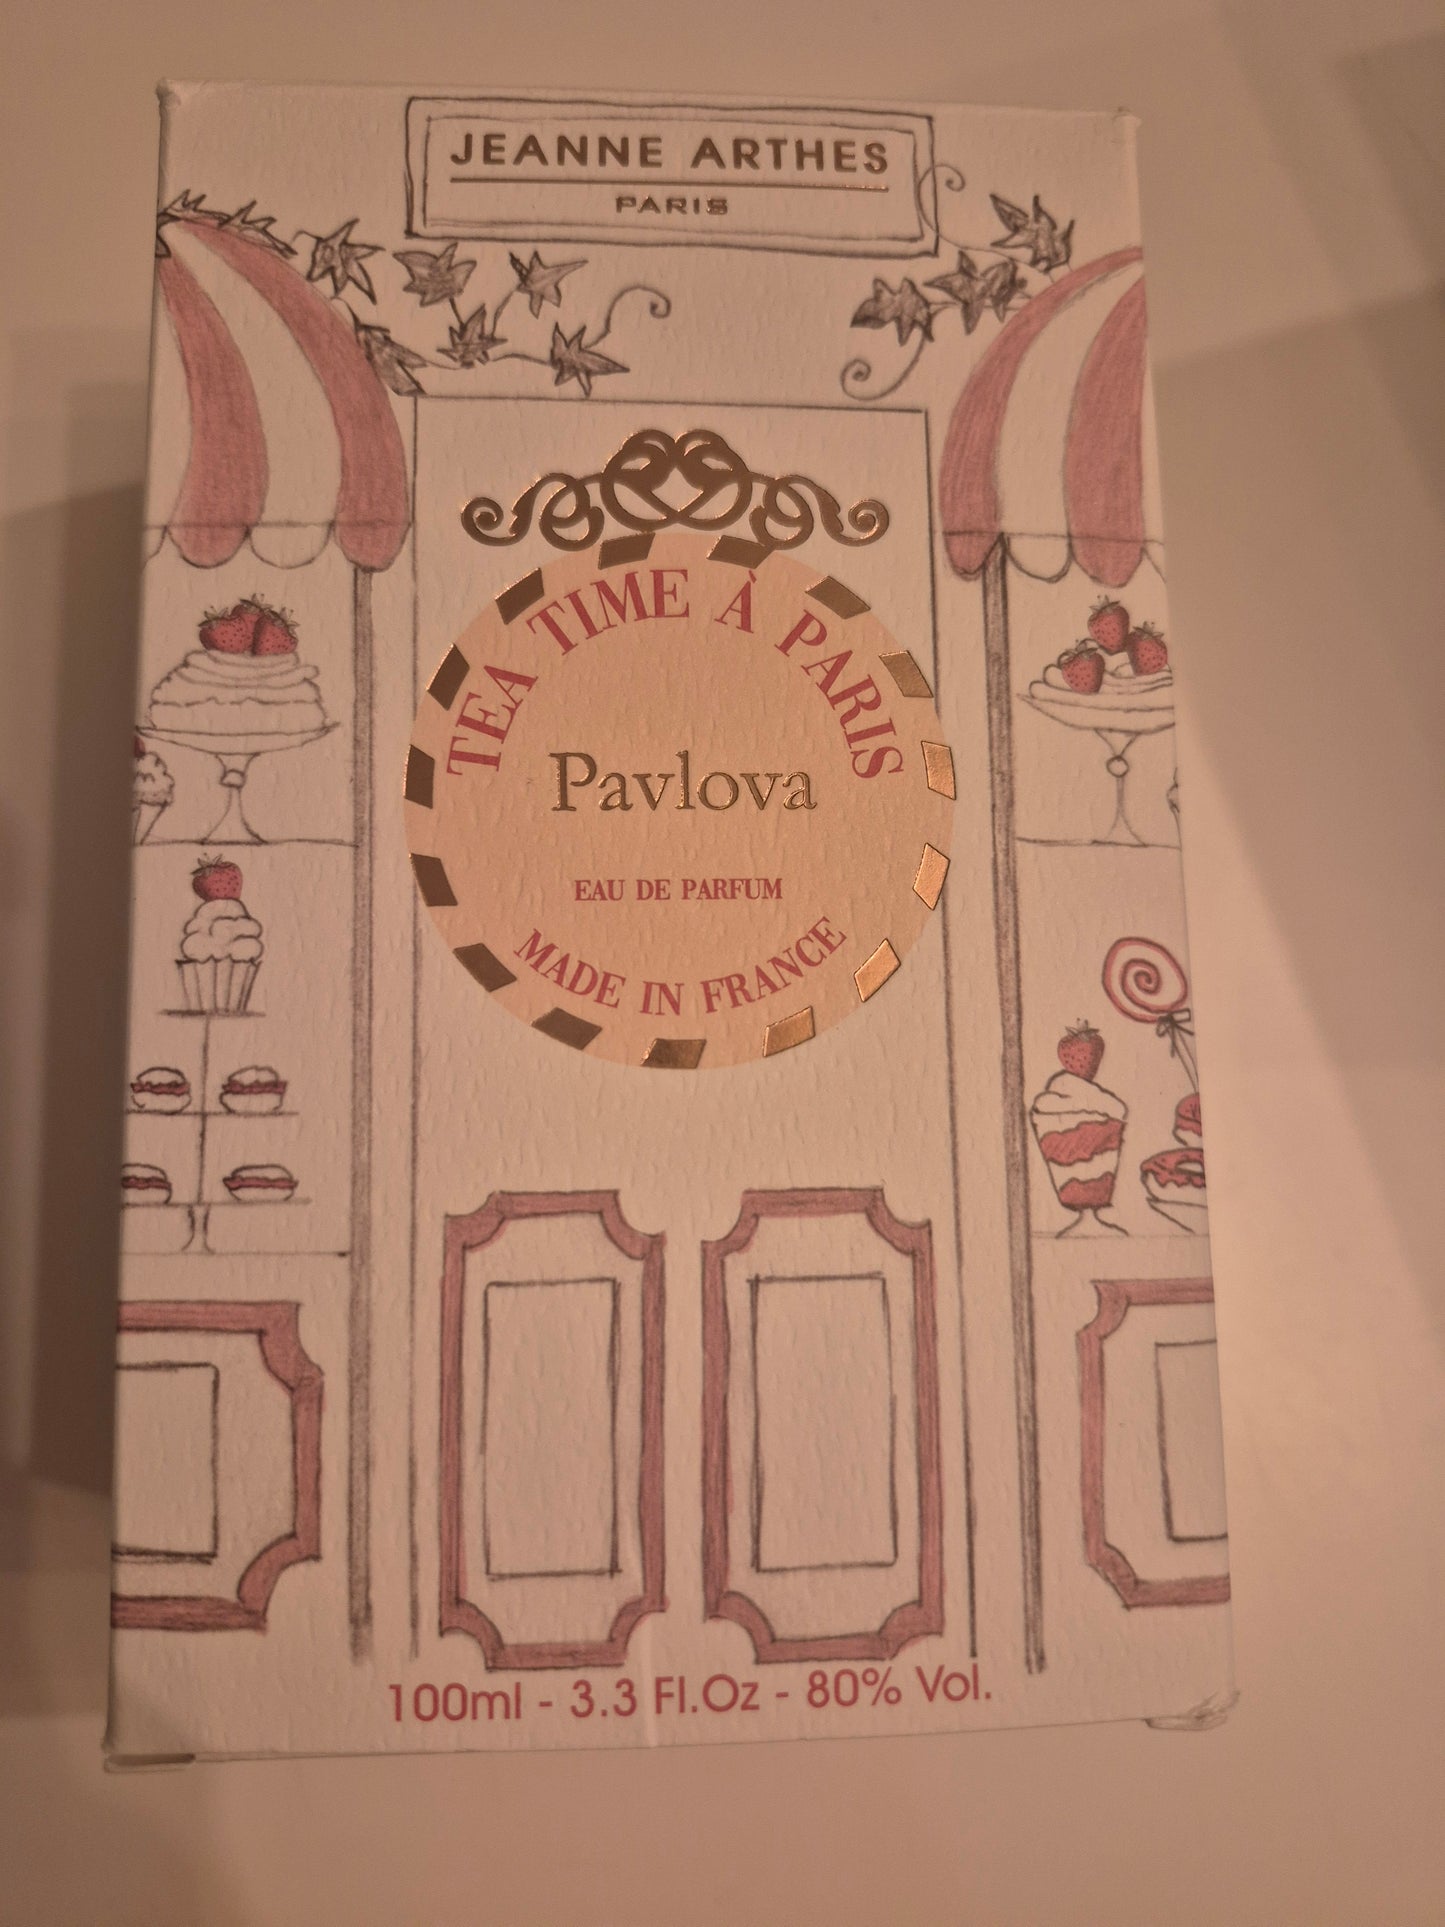 JEANNE ARTHES
PARIS
TEA TIME À PARIS
Pavlova
EAU DE PARFUM
MADE IN FRANCE
100ml - 3.3 Fl.Oz - 80% Vol.